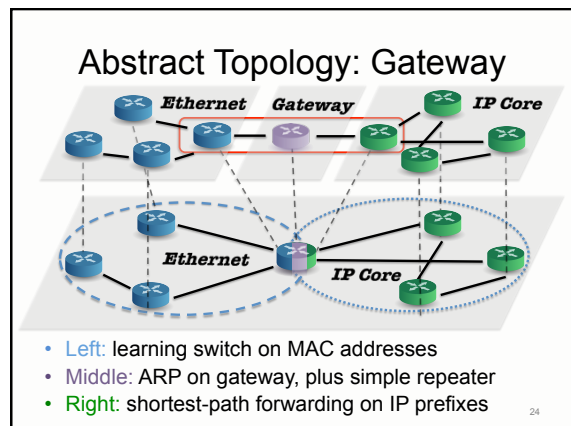 Abstract Topology: Gateway
Ethernet Gateway IP Core
Ethernet
IP Core
• Left: learning switch on MAC addresses
• Middle: ARP on gateway, plus simple repeater
• Right: shortest-path forwarding on IP prefixes
24